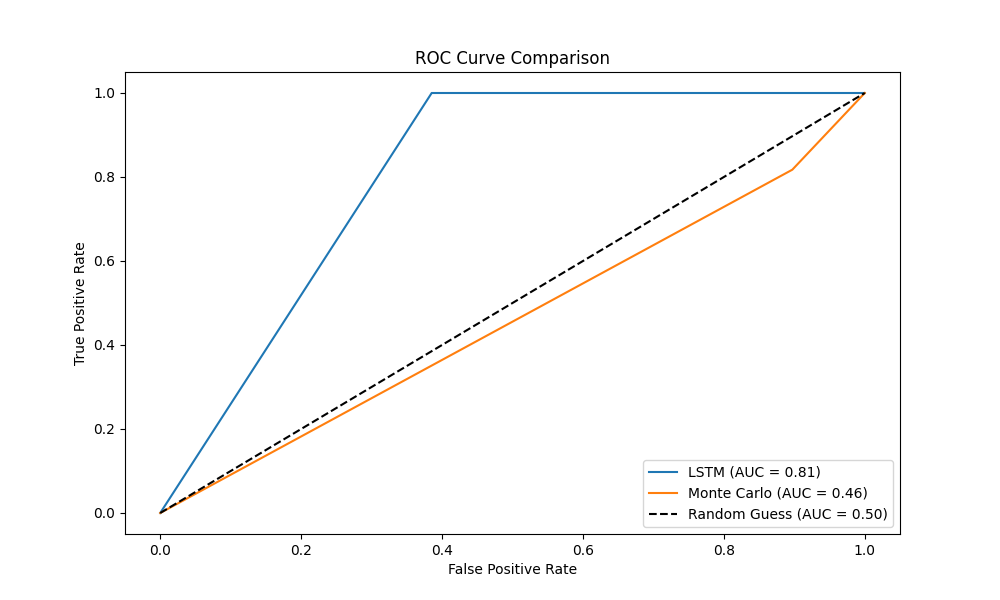 ROC Curve Comparison
1.0
0.8
0.6
0.4
0.2
0.0
True Positive Rate
LSTM (AUC = 0.81)
Monte Carlo (AUC = 0.46)
Random Guess (AUC = 0.50)
0.0 0.2 0.4 0.6 0.8 1.0
False Positive Rate